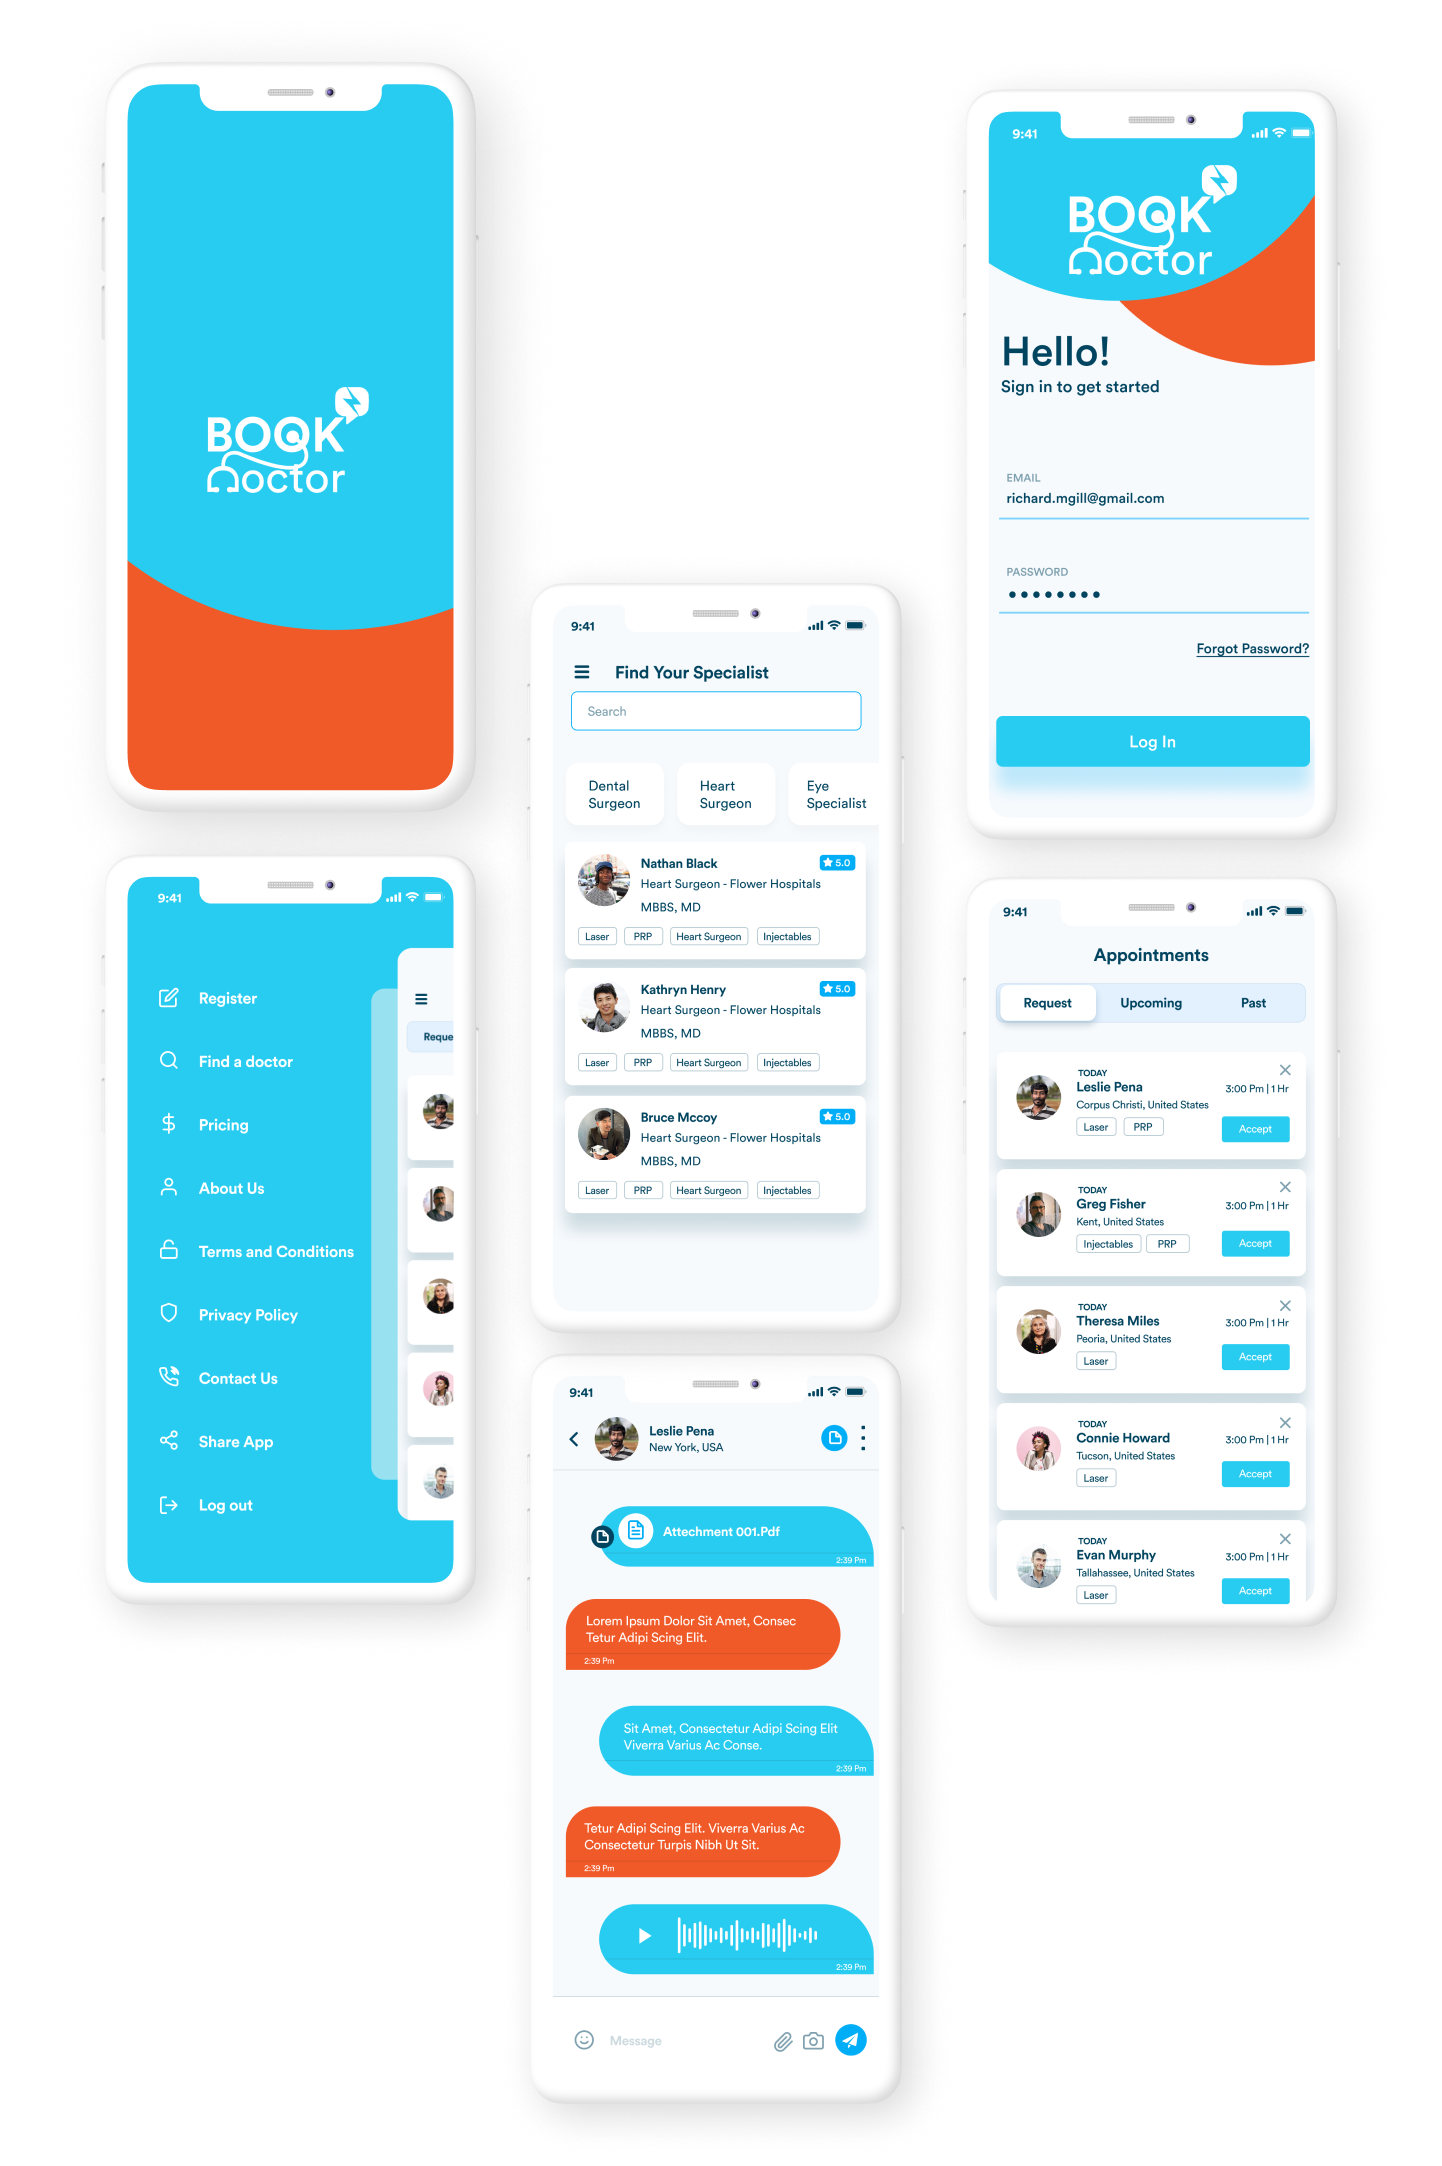 BOOK
Doctor
9:41
BOOK
Doctor
Hello!
Sign in to get started
EMAIL
richard.mgill@gmail.com
PASSWORD
Forgot Password?
Log In
9:41
Find Your Specialist
Search
Dental
Surgeon
Heart
Surgeon
Eye
Specialist
Nathan Black
5.0
Heart Surgeon - Flower Hospitals
MBBS, MD
Laser PRP Heart Surgeon Injectables
Kathryn Henry
5.0
Heart Surgeon - Flower Hospitals
MBBS, MD
Laser PRP Heart Surgeon Injectables
Bruce Mccoy
5.0
Heart Surgeon - Flower Hospitals
MBBS, MD
Laser PRP Heart Surgeon Injectables
9:41
Register
Find a doctor
Pricing
About Us
Terms and Conditions
Privacy Policy
Contact Us
Share App
Log out
Reque
9:41
Appointments
Request Upcoming Past
TODAY
Leslie Pena
3:00 Pm | 1 Hr
Corpus Christi, United States
Laser PRP
Accept
TODAY
Greg Fisher
3:00 Pm | 1 Hr
Kent, United States
Injectables PRP
Accept
TODAY
Theresa Miles
3:00 Pm | 1 Hr
Peoria, United States
Laser
Accept
TODAY
Connie Howard
3:00 Pm | 1 Hr
Tucson, United States
Laser
Accept
TODAY
Evan Murphy
3:00 Pm | 1 Hr
Tallahassee, United States
Laser
Accept
9:41
Leslie Pena
New York, USA
Attechment 001.Pdf
2:39 Pm
Lorem Ipsum Dolor Sit Amet, Consec
Tetur Adipi Scing Elit.
2:39 Pm
Sit Amet, Consectetur Adipi Scing Elit
Viverra Varius Ac Conse.
2:39 Pm
Tetur Adipi Scing Elit. Viverra Varius Ac
Consectetur Turpis Nibh Ut Sit.
2:39 Pm
2:39 Pm
Message